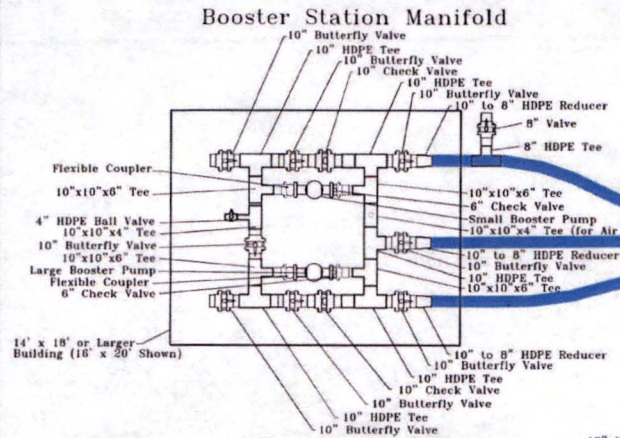 Booster Station Manifold
10" Butterfly Valve
10" HDPE Tee
10" Butterfly Valve
10" Check Valve
10" HDPE Tee
10" Butterfly Valve
10" to 8" HDPE Reducer
8" Valve
8" HDPE Tee
Flexible Coupler
10"x10"x6" Tee
4" HDPE Ball Valve
10"x10"x4" Tee
10" Butterfly Valve
10"x10"x6" Tee
Large Booster Pump
Flexible Coupler
6" Check Valve
14' x 18' or Larger
Building (16' x 20' Shown)
10"x10"x6" Tee
6" Check Valve
Small Booster Pump
10"x10"x4" Tee (for Air
10" to 8" HDPE Reducer
10" Butterfly Valve
10" HDPE Tee
10"x10"x6" Tee
10" to 8" HDPE Reducer
10" Butterfly Valve
10" HDPE Tee
10" Check Valve
10" Butterfly Valve
10" HDPE Tee
10" Butterfly Valve